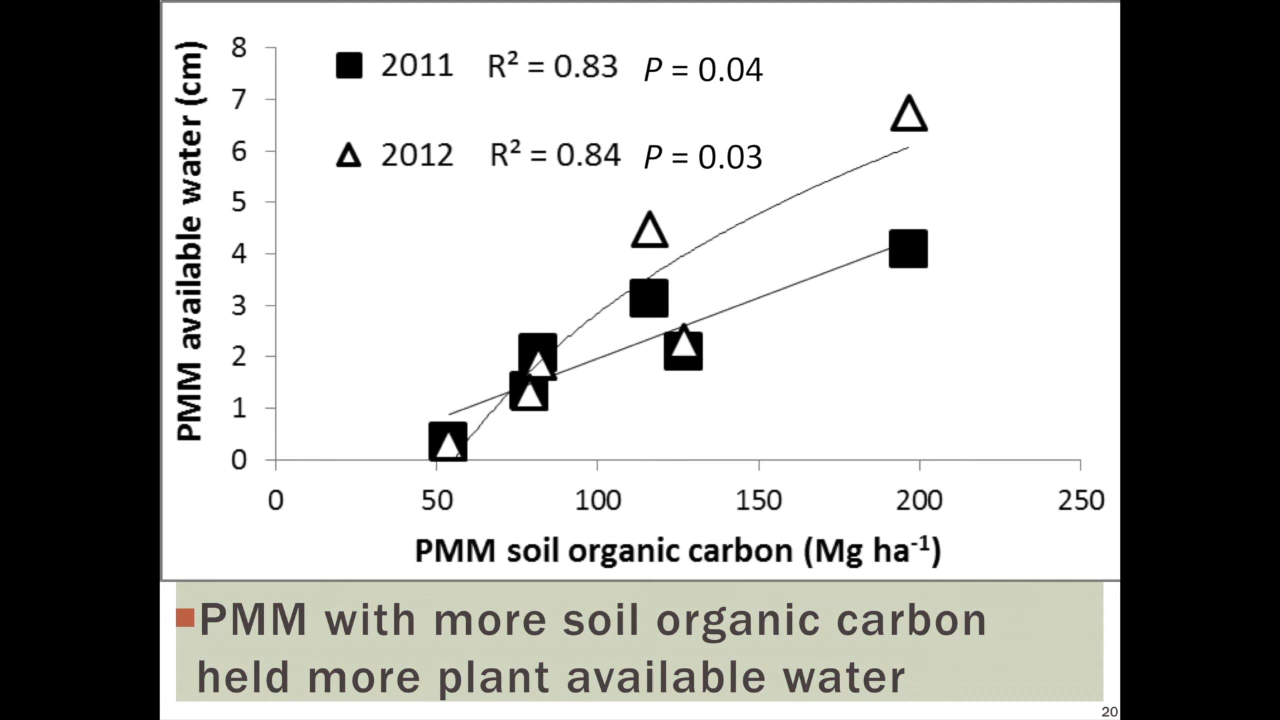 PMM available water (cm)
8
7
6
5
4
3
2
1
0
2011 R² = 0.83 P = 0.04
2012 R² = 0.84 P = 0.03
0 50 100 150 200 250
PMM soil organic carbon (Mg ha⁻¹)
PMM with more soil organic carbon
held more plant available water
20